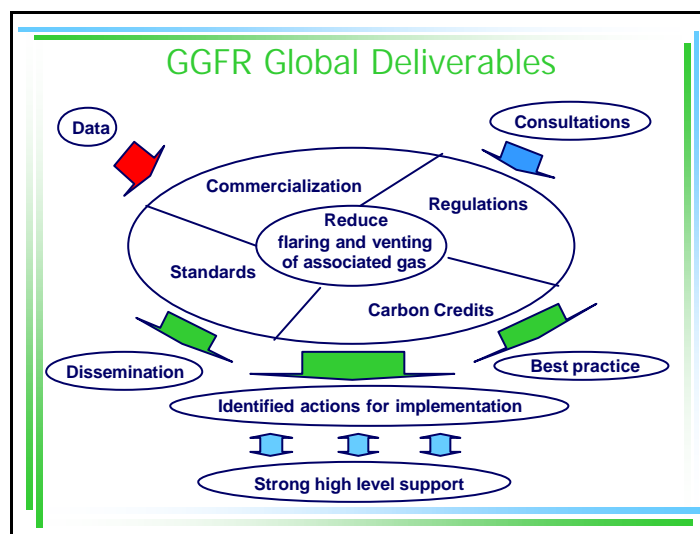 GGFR Global Deliverables
Data
Consultations
Commercialization
Regulations
Reduce
flaring and venting
of associated gas
Standards
Carbon Credits
Dissemination
Best practice
Identified actions for implementation
Strong high level support